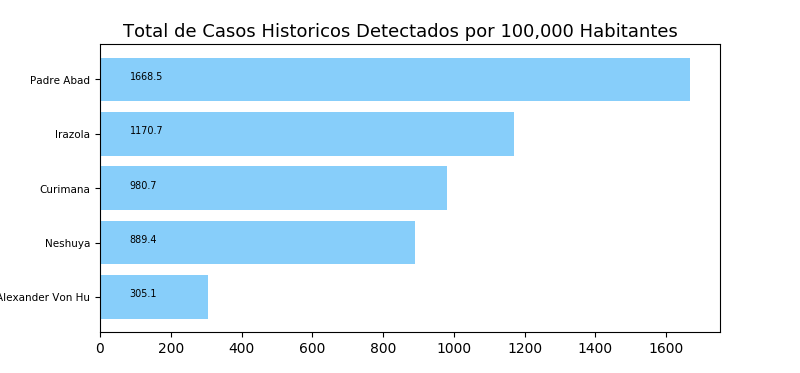 Total de Casos Historicos Detectados por 100,000 Habitantes
Padre Abad 1668.5
Irazola 1170.7
Curimana 980.7
Neshuya 889.4
Alexander Von Hu 305.1
0 200 400 600 800 1000 1200 1400 1600